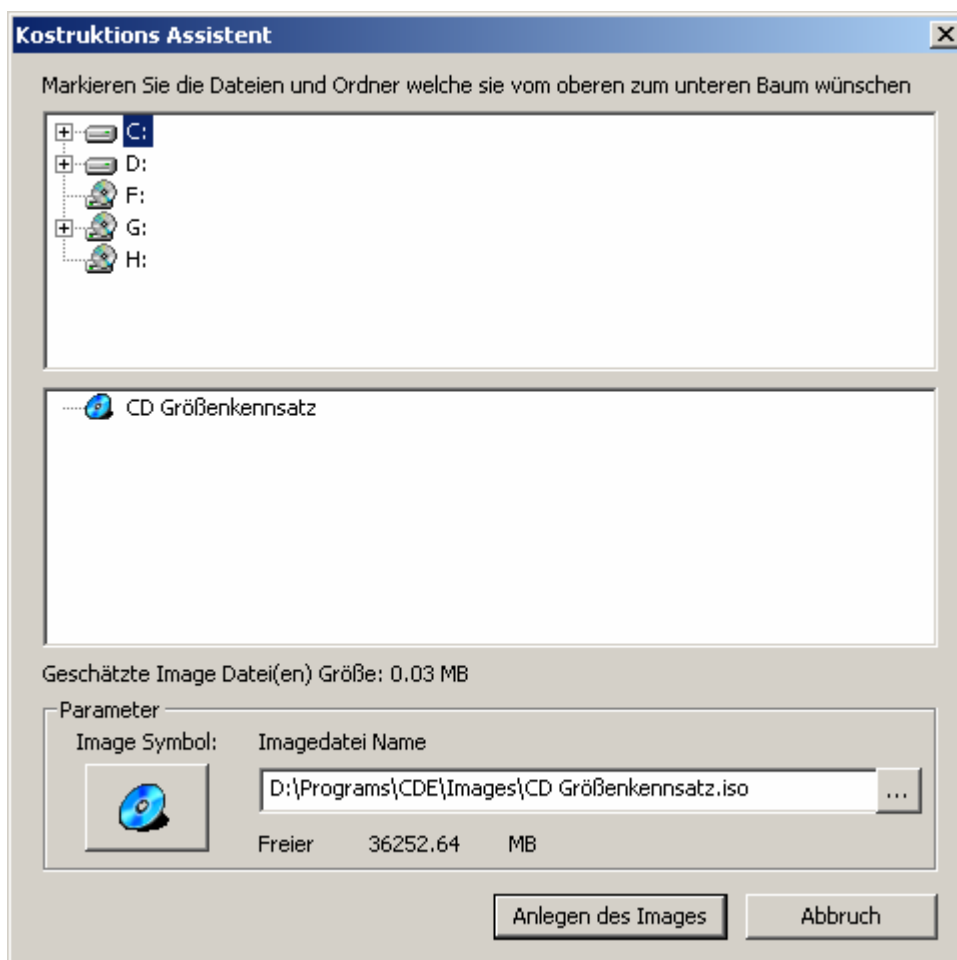 Kostruktions Assistent
Markieren Sie die Dateien und Ordner welche sie vom oberen zum unteren Baum wünschen
C:
D:
F:
G:
H:
CD Größenkennsatz
Geschätzte Image Datei(en) Größe: 0.03 MB
Parameter
Image Symbol: Imagedatei Name
D:\Programs\CDE\Images\CD Größenkennsatz.iso ...
Freier 36252.64 MB
Anlegen des Images Abbruch